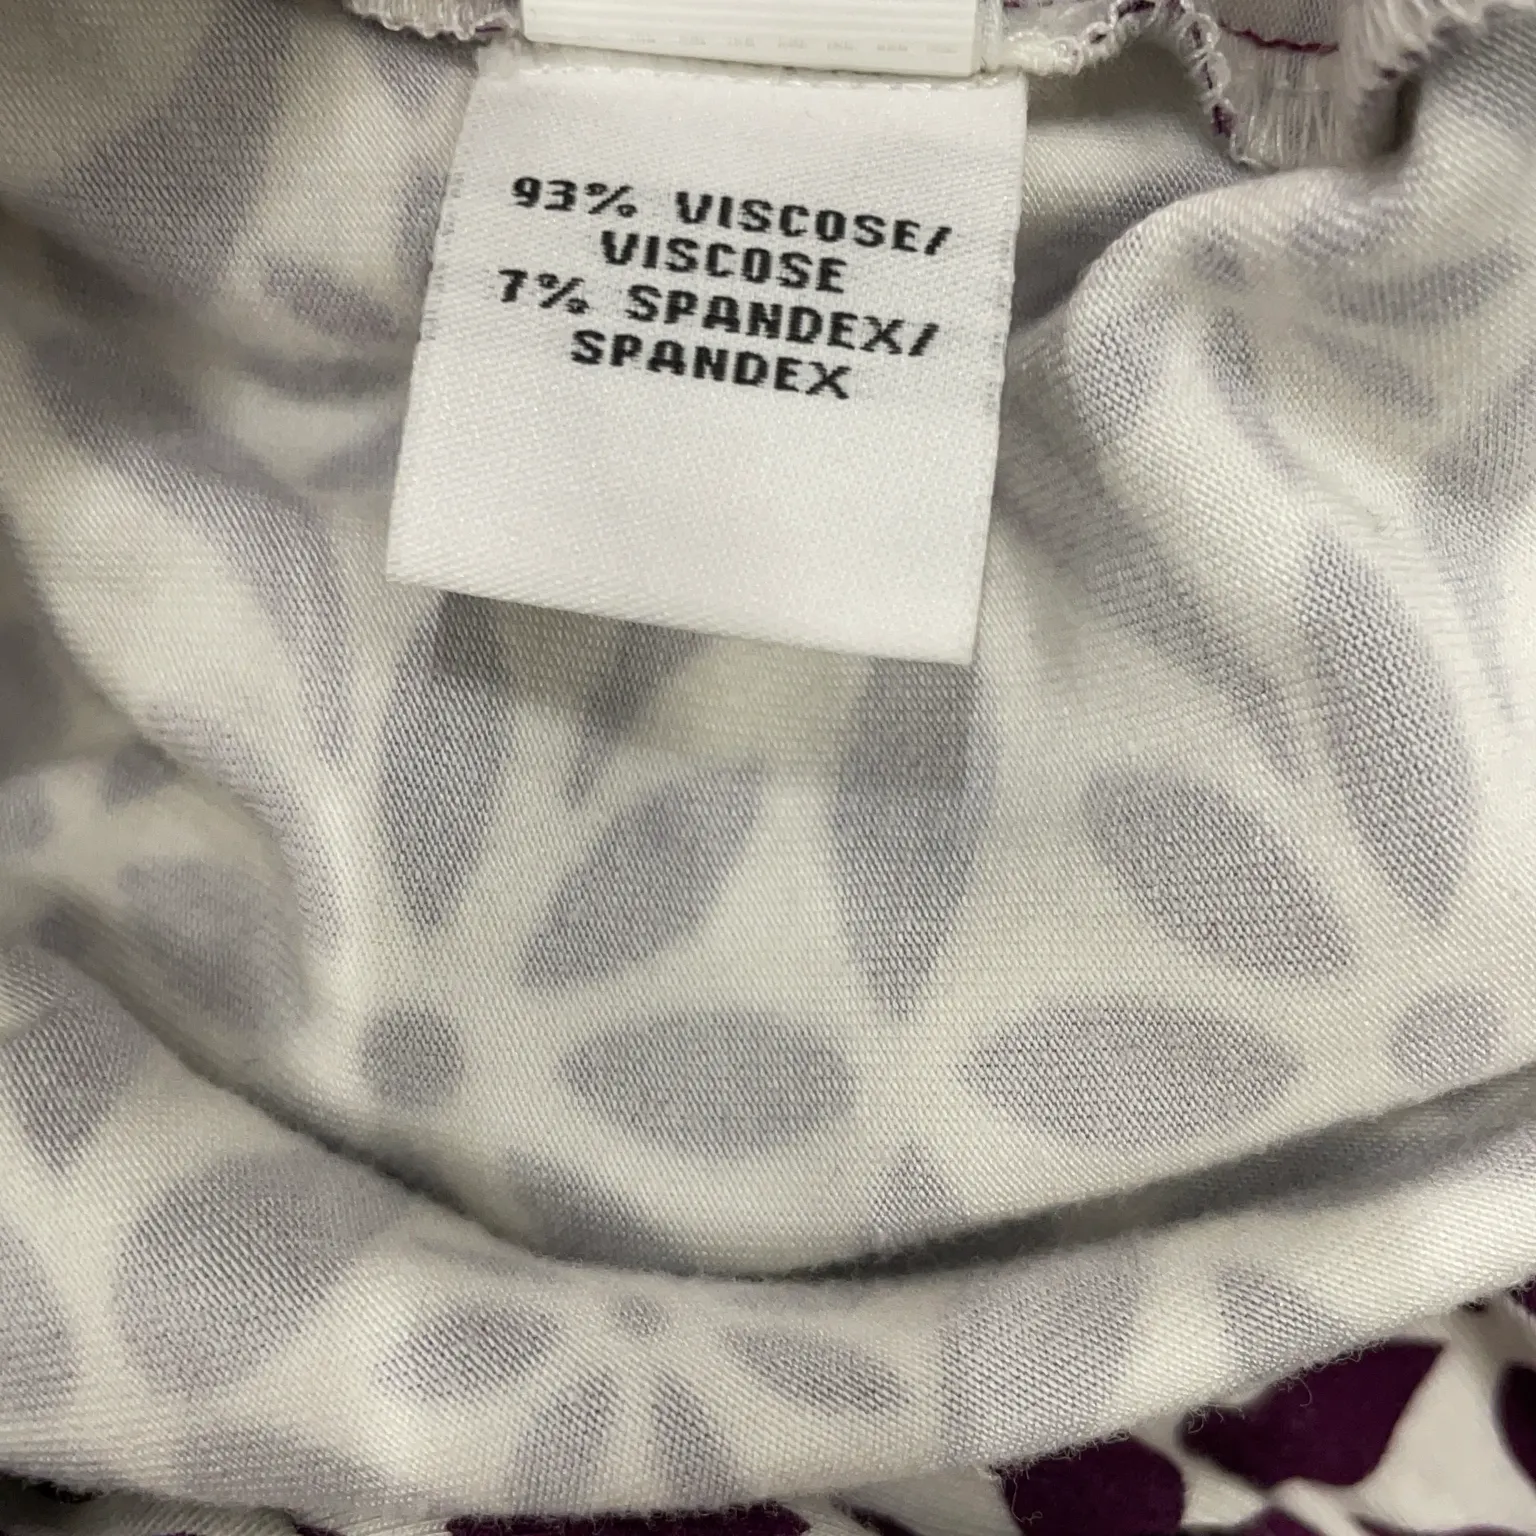 93% VISCOSE/
VISCOSE
7% SPANDEX/
SPANDEX